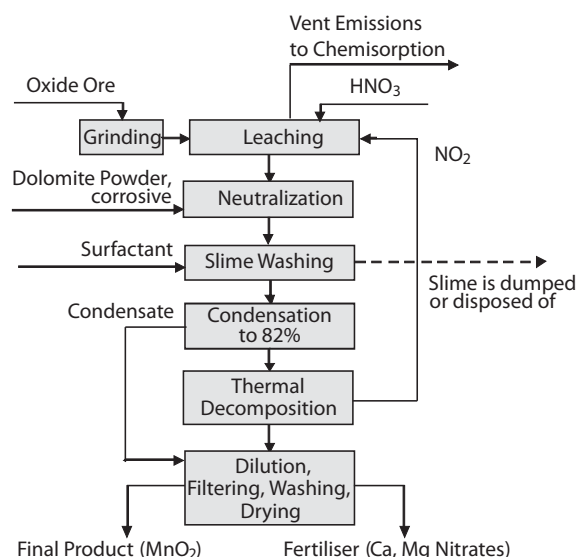 Vent Emissions
to Chemisorption
Oxide Ore
HNO3
Grinding
Leaching
NO2
Dolomite Powder,
corrosive
Neutralization
Surfactant
Slime Washing
Slime is dumped
or disposed of
Condensate
Condensation
to 82%
Thermal
Decomposition
Dilution,
Filtering, Washing,
Drying
Final Product (MnO2)
Fertiliser (Ca, Mg Nitrates)